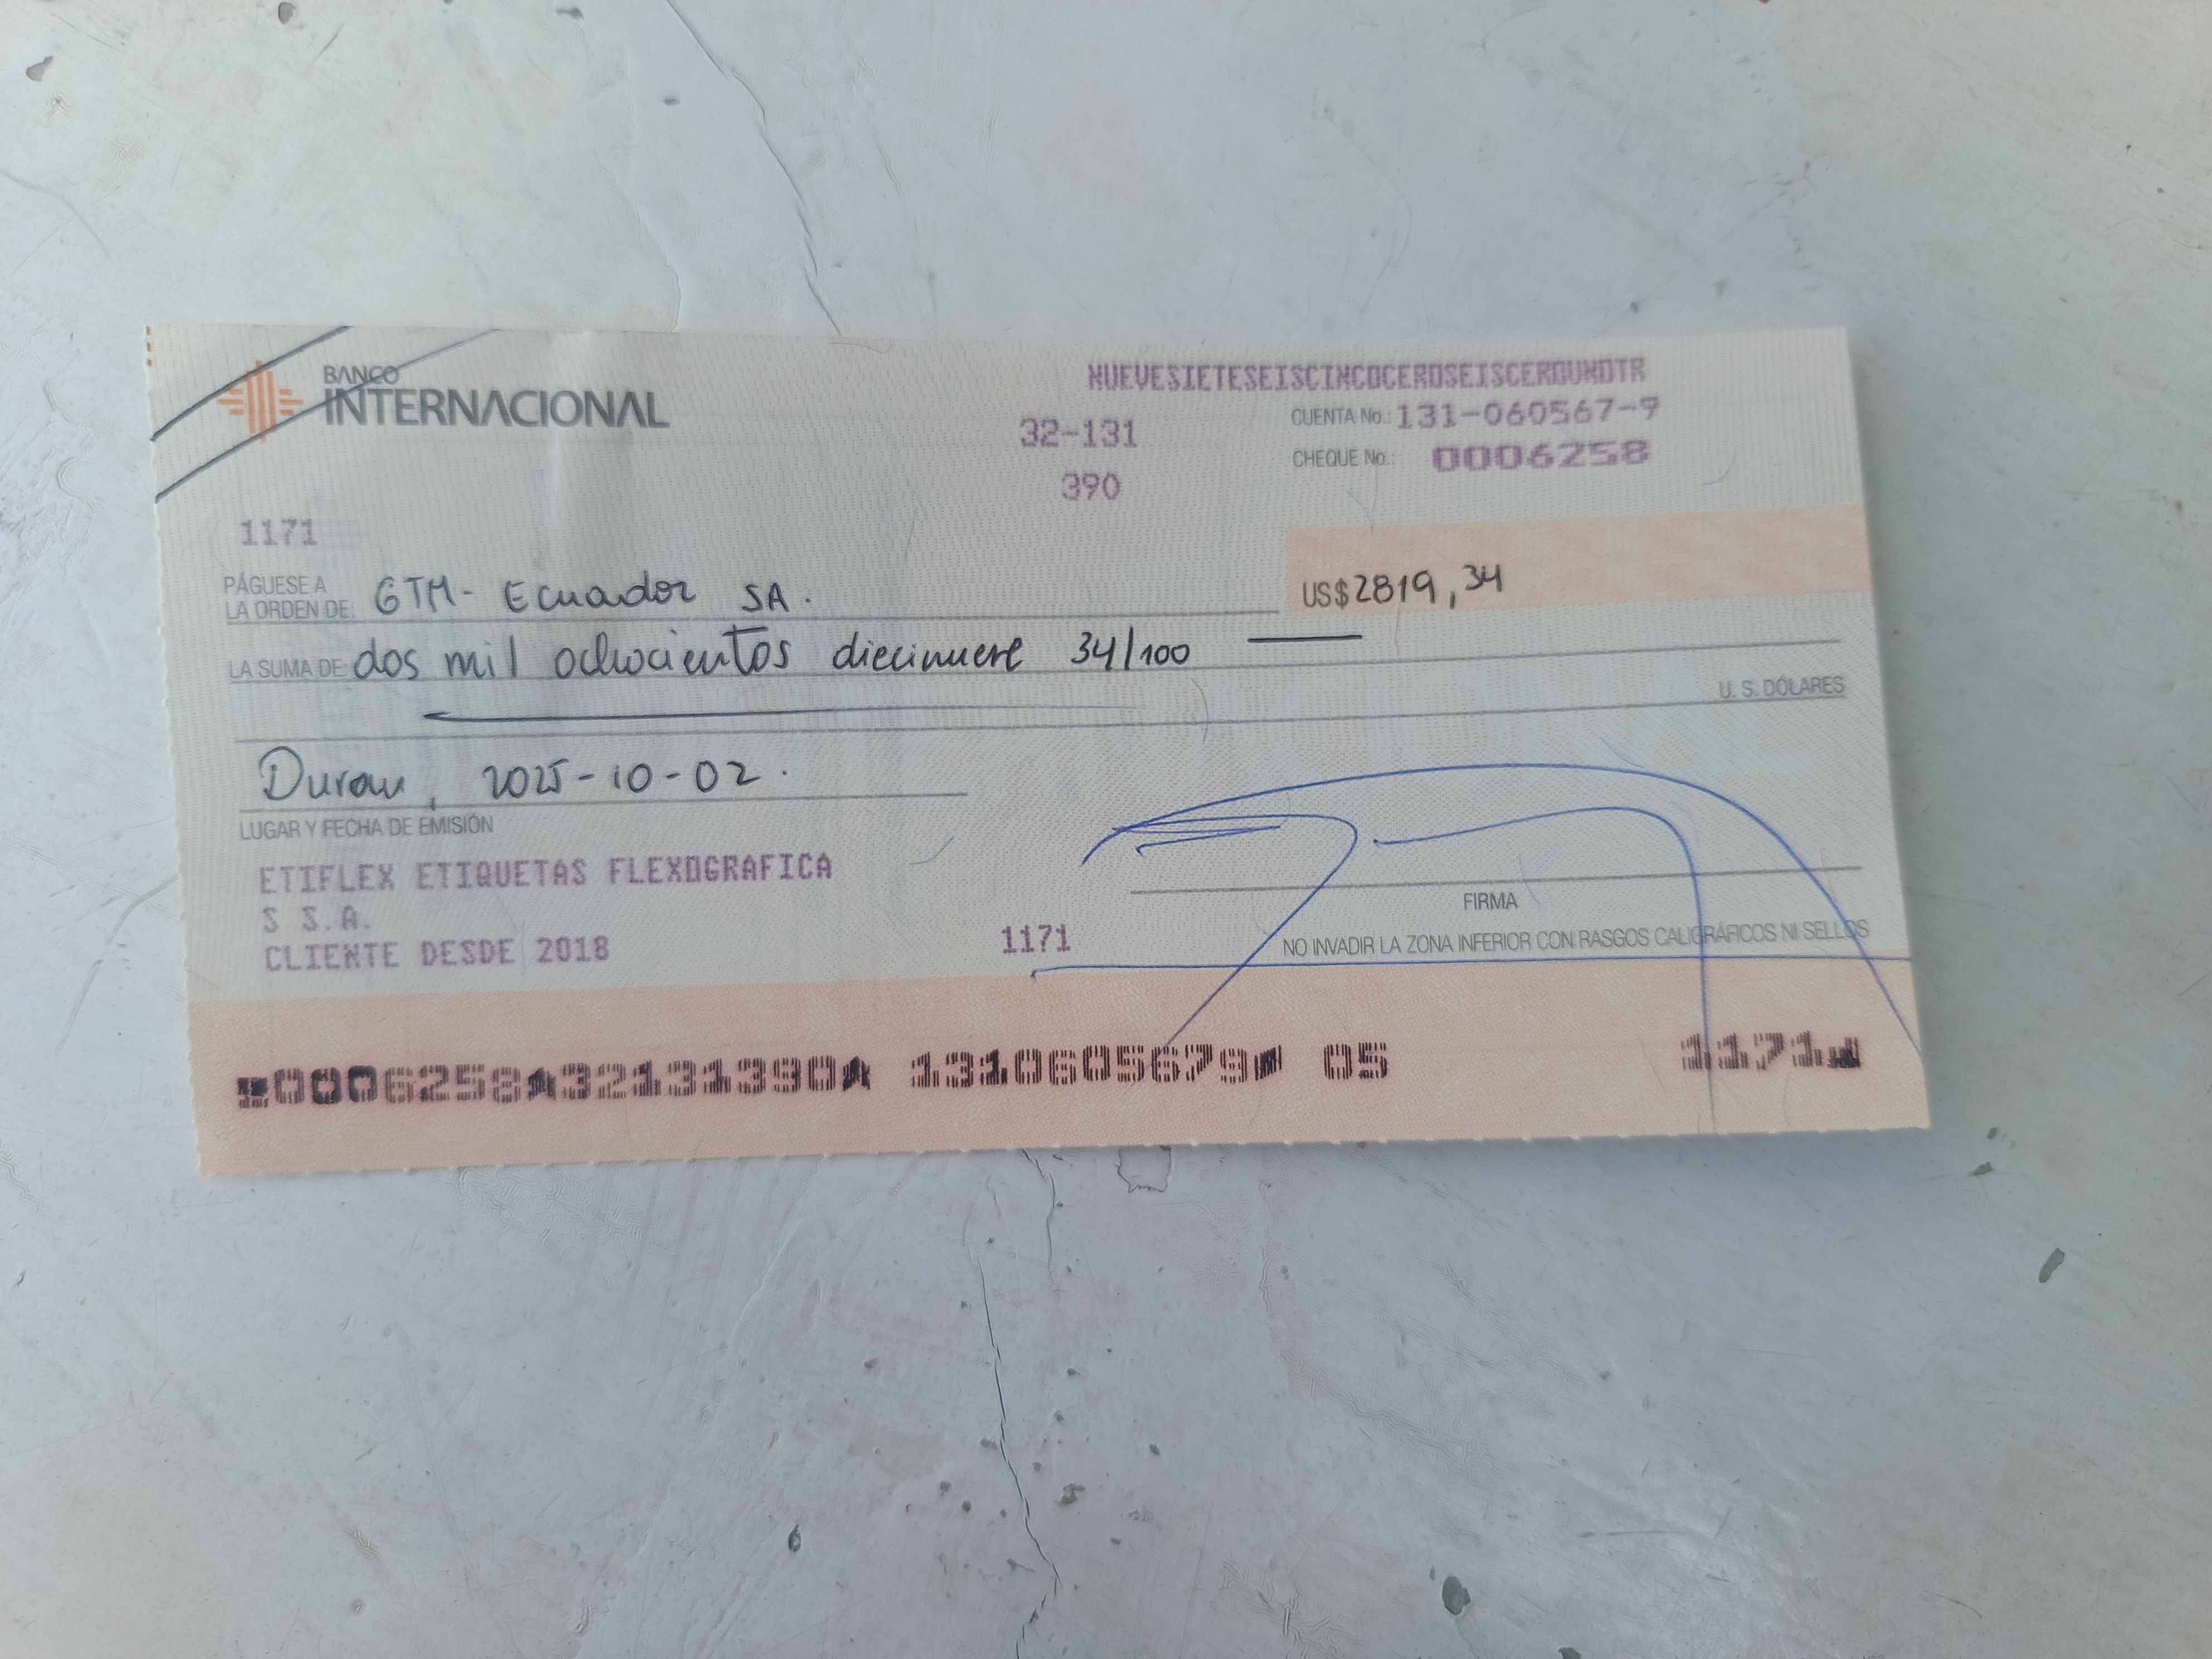 BANCO
INTERNACIONAL
NUEVESIETESEISCINCOCEROSEISCEROUNOTR
32-131
CUENTA No.: 131-060567-9
390
CHEQUE No.: 0006258
1171
PÁGUESE A
LA ORDEN DE: GTM- Ecuador SA.
US$ 2819,34
LA SUMA DE: dos mil ochocientos diecinueve 34/100
U. S. DÓLARES
Duran, 2025-10-02.
LUGAR Y FECHA DE EMISIÓN
ETIFLEX ETIQUETAS FLEXOGRAFICA
S S.A.
CLIENTE DESDE 2018
FIRMA
1171
NO INVADIR LA ZONA INFERIOR CON RASGOS CALIGRÁFICOS NI SELLOS
0006258 32131390 1310605679 05 1171